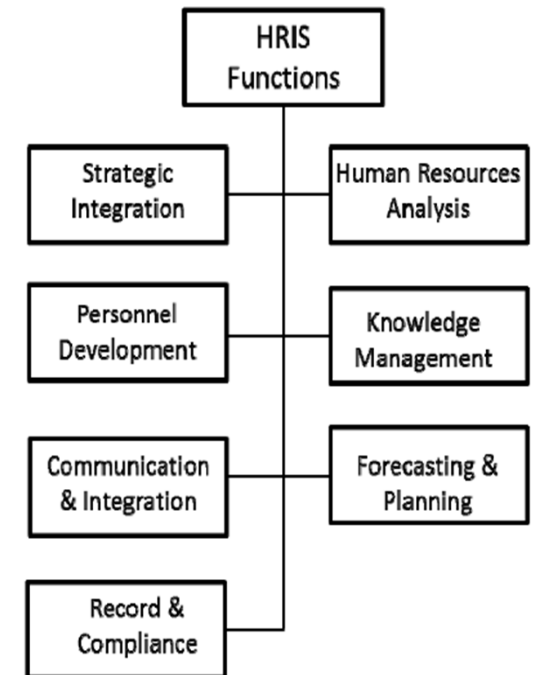 HRIS
Functions
Strategic
Integration
Human Resources
Analysis
Personnel
Development
Knowledge
Management
Communication
& Integration
Forecasting &
Planning
Record &
Compliance